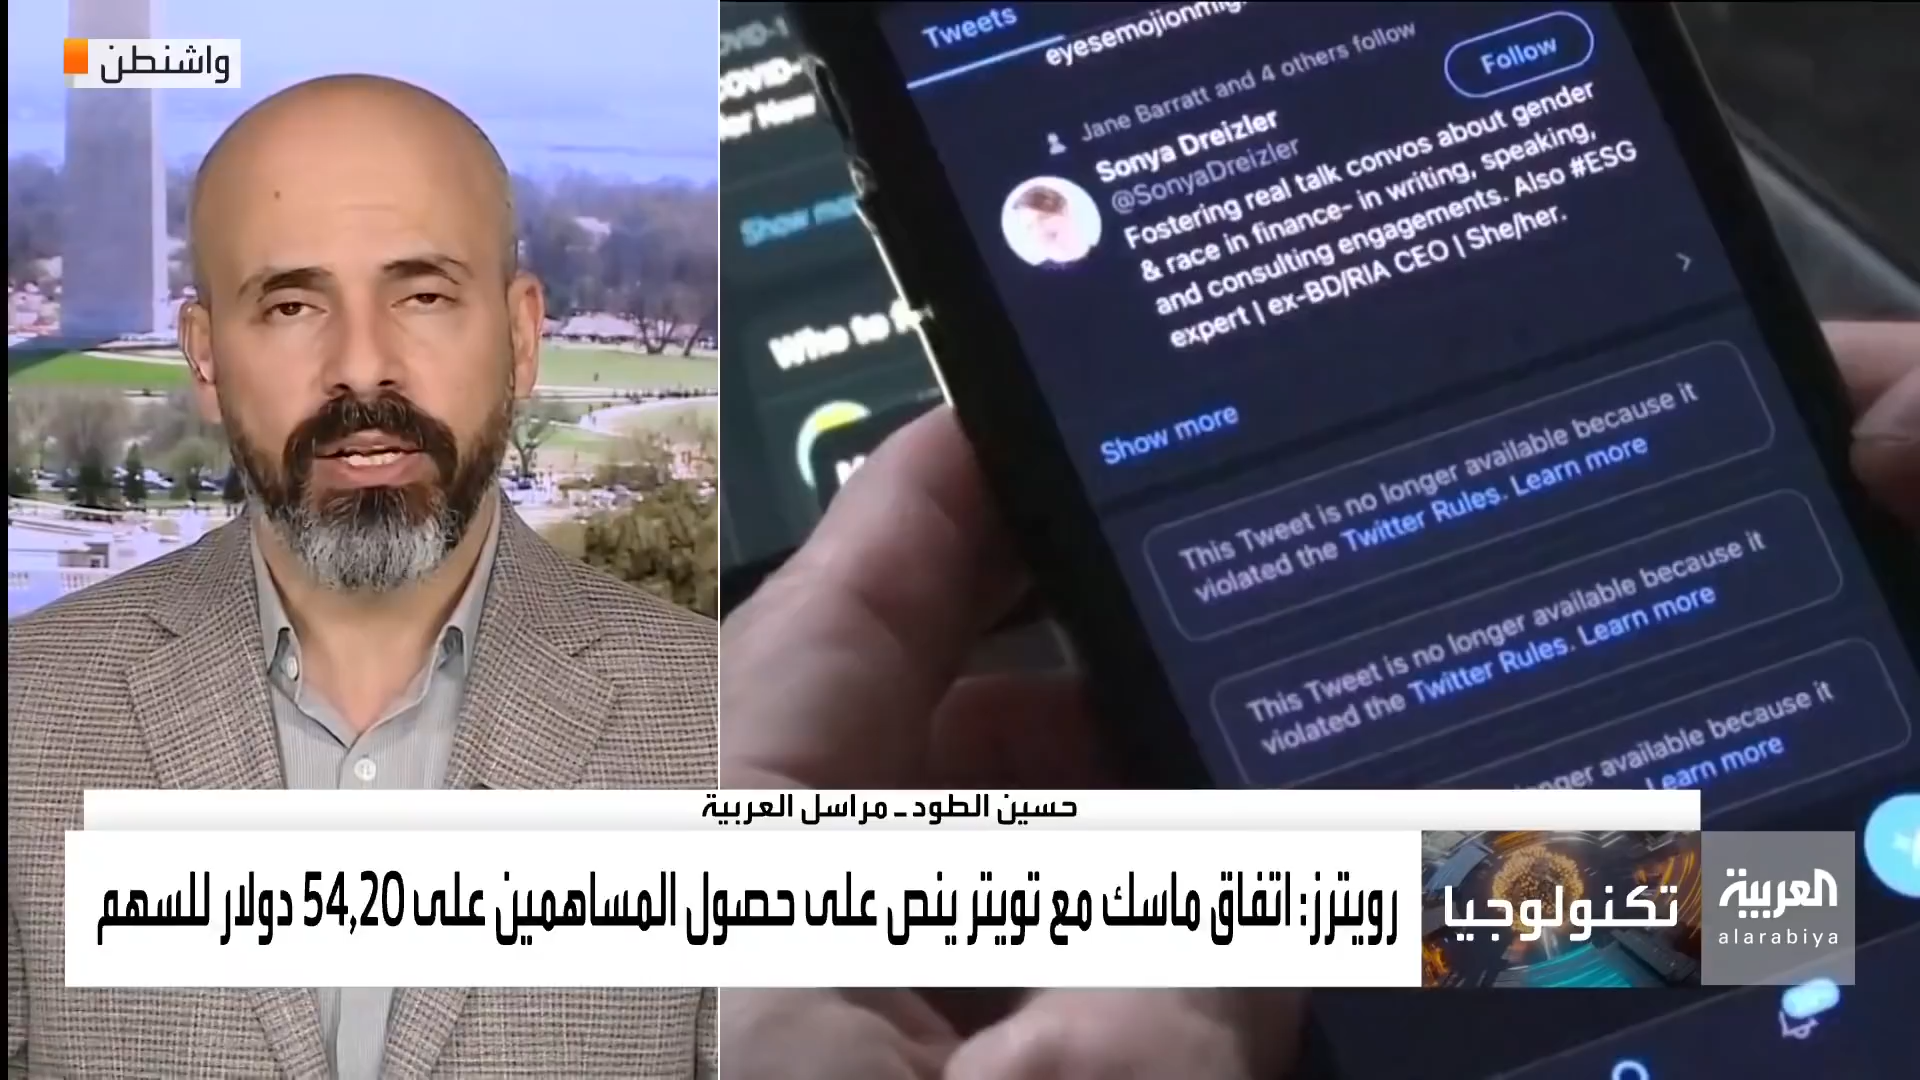 واشنطن
Tweets
Jane Barratt and 4 others follow
Follow
Sonya Dreizler
@SonyaDreizler
Fostering real talk convos about gender
& race in finance- in writing, speaking,
and consulting engagements. Also #ESG
expert | ex-BD/RIA CEO | She/her.
Show more
This Tweet is no longer available because it
violated the Twitter Rules. Learn more
This Tweet is no longer available because it
violated the Twitter Rules. Learn more
available because it
Learn more
Show
Who to
حسين الطود - مراسل العربية
رويترز: اتفاق ماسك مع تويتر ينص على حصول المساهمين على 54,20 دولار للسهم
تكنولوجيا
العربية
alarabiya